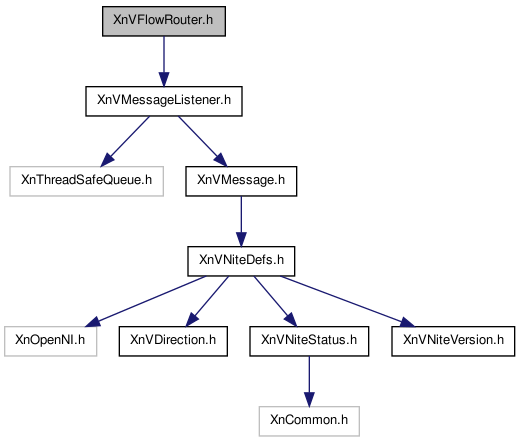 XnVFlowRouter.h
XnVMessageListener.h
XnThreadSafeQueue.h
XnVMessage.h
XnVNiteDefs.h
XnOpenNI.h
XnVDirection.h
XnVNiteStatus.h
XnVNiteVersion.h
XnCommon.h